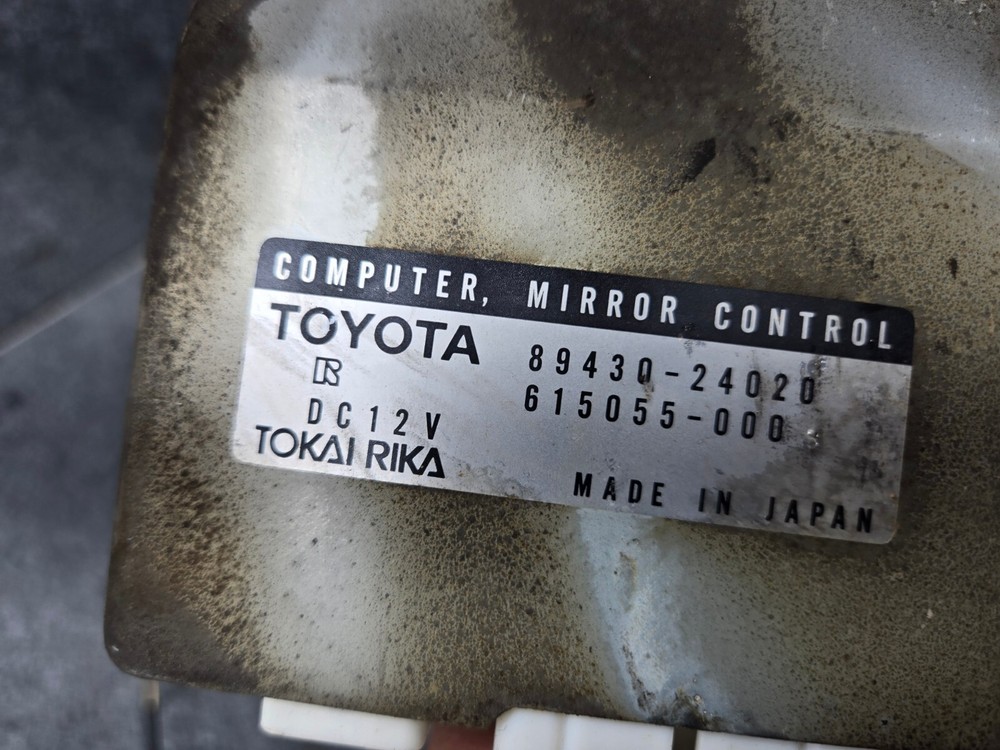 COMPUTER, MIRROR CONTROL
TOYOTA 89430-24020
R 615055-000
DC12V
TOKAI RIKA
MADE IN JAPAN